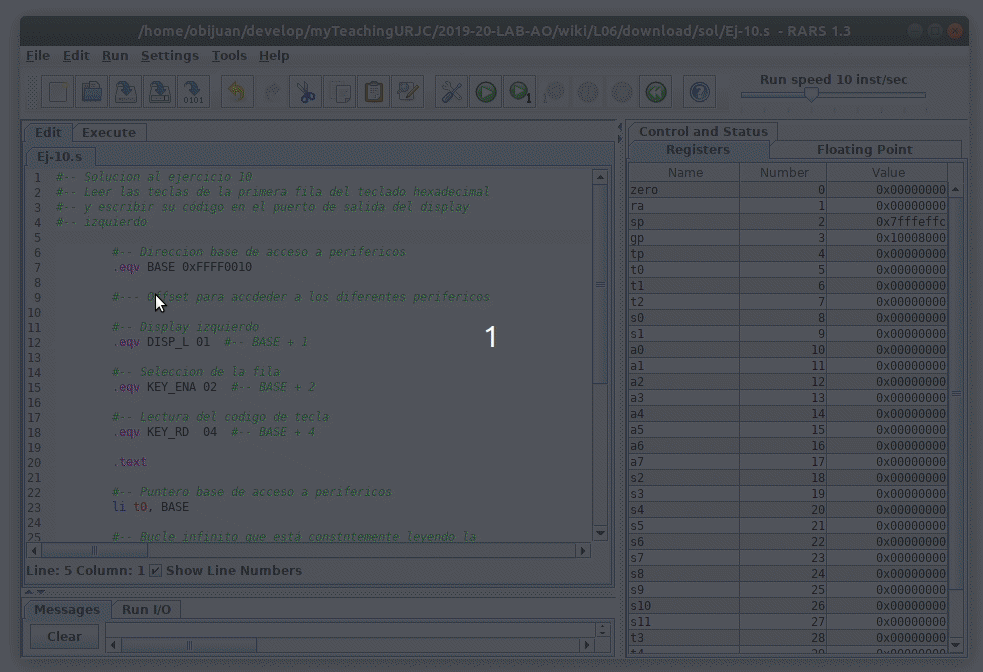 /home/obijuan/develop/myTeachingURJC/2019-20-LAB-AO/wiki/L06/download/sol/Ej-10.s - RARS 1.3
File Edit Run Settings Tools Help
Run speed 10 inst/sec
Edit Execute
Ej-10.s
1 #-- Solucion al ejercicio 10
2 #-- Leer las teclas de la primera fila del teclado hexadecimal
3 #-- y escribir su codigo en el puerto de salida del display
4 #-- izquierdo
5
6 #-- Direccion base de acceso a perifericos
7 .eqv BASE 0xFFFF0010
8
9 #--- Offset para accdeder a los diferentes perifericos
10
11 #-- Display izquierdo
12 .eqv DISP_L 01 #-- BASE + 1
13
14 #-- Seleccion de la fila
15 .eqv KEY_ENA 02 #-- BASE + 2
16
17 #-- Lectura del codigo de tecla
18 .eqv KEY_RD 04 #-- BASE + 4
19
20 .text
21
22 #-- Puntero base de acceso a perifericos
23 li t0, BASE
24
25 #-- Bucle infinito que está constntemente leyendo la
Line: 5 Column: 1 Show Line Numbers
Messages Run I/O
Clear
1
Control and Status
Registers Floating Point
Name Number Value
zero 0 0x00000000
ra 1 0x00000000
sp 2 0x7fffeffc
gp 3 0x10008000
tp 4 0x00000000
t0 5 0x00000000
t1 6 0x00000000
t2 7 0x00000000
s0 8 0x00000000
s1 9 0x00000000
a0 10 0x00000000
a1 11 0x00000000
a2 12 0x00000000
a3 13 0x00000000
a4 14 0x00000000
a5 15 0x00000000
a6 16 0x00000000
a7 17 0x00000000
s2 18 0x00000000
s3 19 0x00000000
s4 20 0x00000000
s5 21 0x00000000
s6 22 0x00000000
s7 23 0x00000000
s8 24 0x00000000
s9 25 0x00000000
s10 26 0x00000000
s11 27 0x00000000
t3 28 0x00000000
t4 29 0x00000000